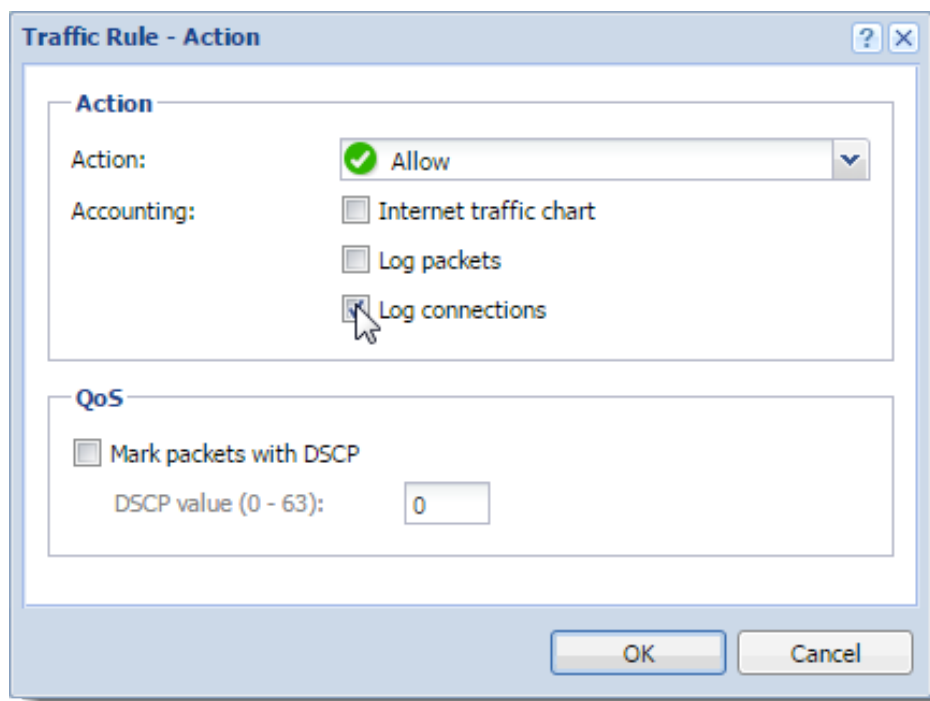 Traffic Rule - Action
?
Action
Action: Allow
Accounting: Internet traffic chart
Log packets
Log connections
QoS
Mark packets with DSCP
DSCP value (0 - 63): 0
OK Cancel